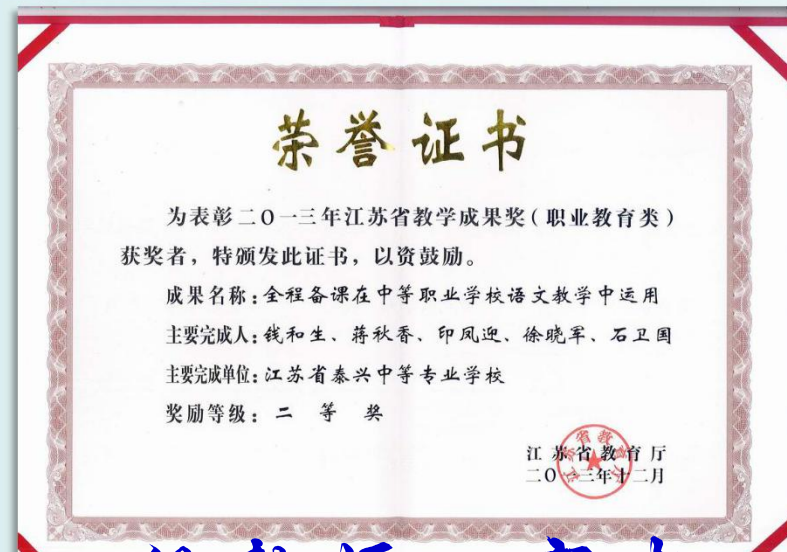 荣誉证书
为表彰二〇一三年江苏省教学成果奖(职业教育类)
获奖者,特颁发此证书,以资鼓励。
成果名称:全程备课在中等职业学校语文教学中运用
主要完成人:钱和生、蒋秋香、印凤迎、徐晓军、石卫国
主要完成单位:江苏省泰兴中等专业学校
奖励等级:二等奖
江苏省教育厅
二〇一三年十二月
江苏省教育厅